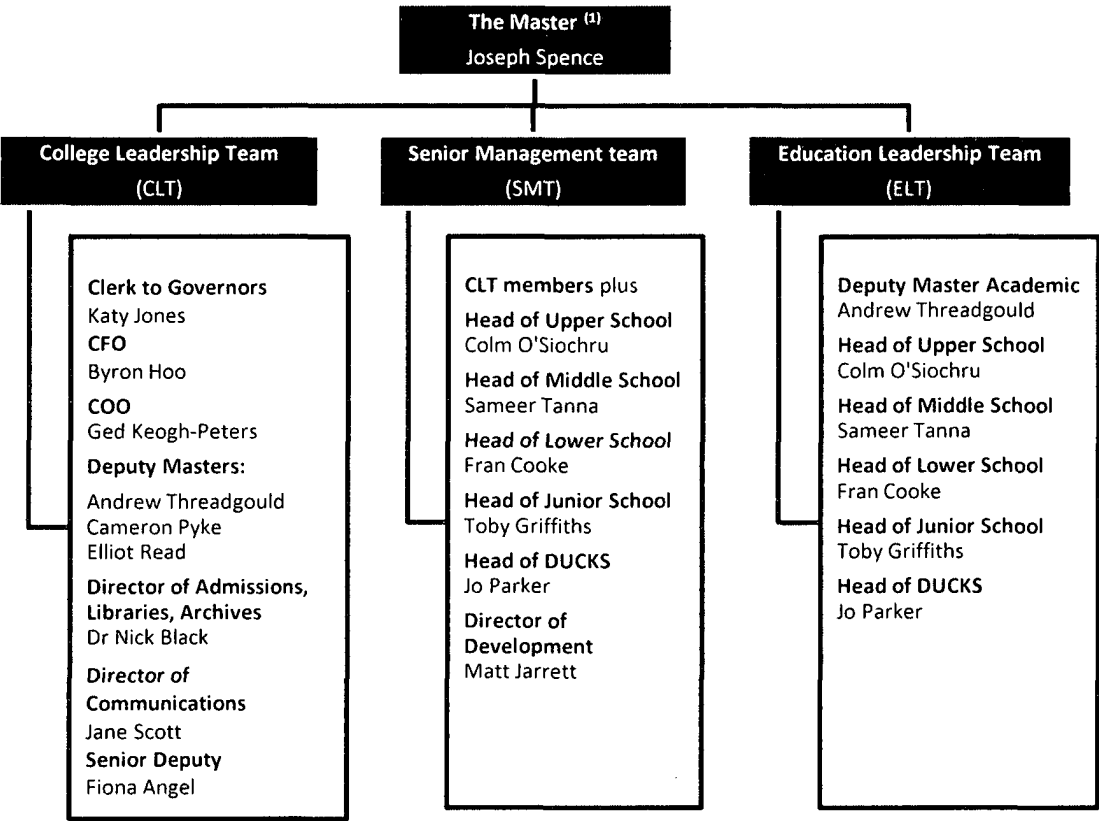 The Master (1)
Joseph Spence
College Leadership Team
(CLT)
Clerk to Governors
Katy Jones
CFO
Byron Hoo
COO
Ged Keogh-Peters
Deputy Masters:
Andrew Threadgould
Cameron Pyke
Elliot Read
Director of Admissions,
Libraries, Archives
Dr Nick Black
Director of
Communications
Jane Scott
Senior Deputy
Fiona Angel
Senior Management team
(SMT)
CLT members plus
Head of Upper School
Colm O'Siochru
Head of Middle School
Sameer Tanna
Head of Lower School
Fran Cooke
Head of Junior School
Toby Griffiths
Head of DUCKS
Jo Parker
Director of
Development
Matt Jarrett
Education Leadership Team
(ELT)
Deputy Master Academic
Andrew Threadgould
Head of Upper School
Colm O'Siochru
Head of Middle School
Sameer Tanna
Head of Lower School
Fran Cooke
Head of Junior School
Toby Griffiths
Head of DUCKS
Jo Parker